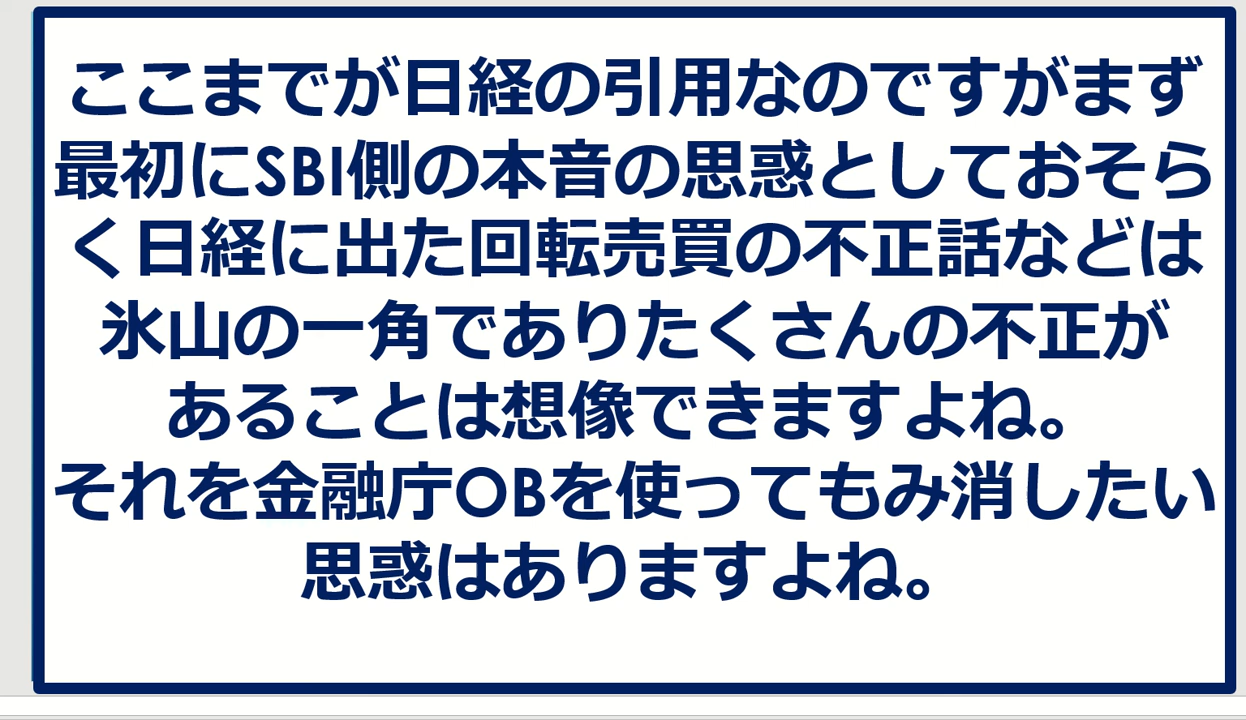 ここまでが日経の引用なのですがまず
最初にSBI側の本音の思惑としておそら
く日経に出た回転売買の不正話などは
氷山の一角でありたくさんの不正が
あることは想像できますよね。
それを金融庁OBを使ってもみ消したい
思惑はありますよね。